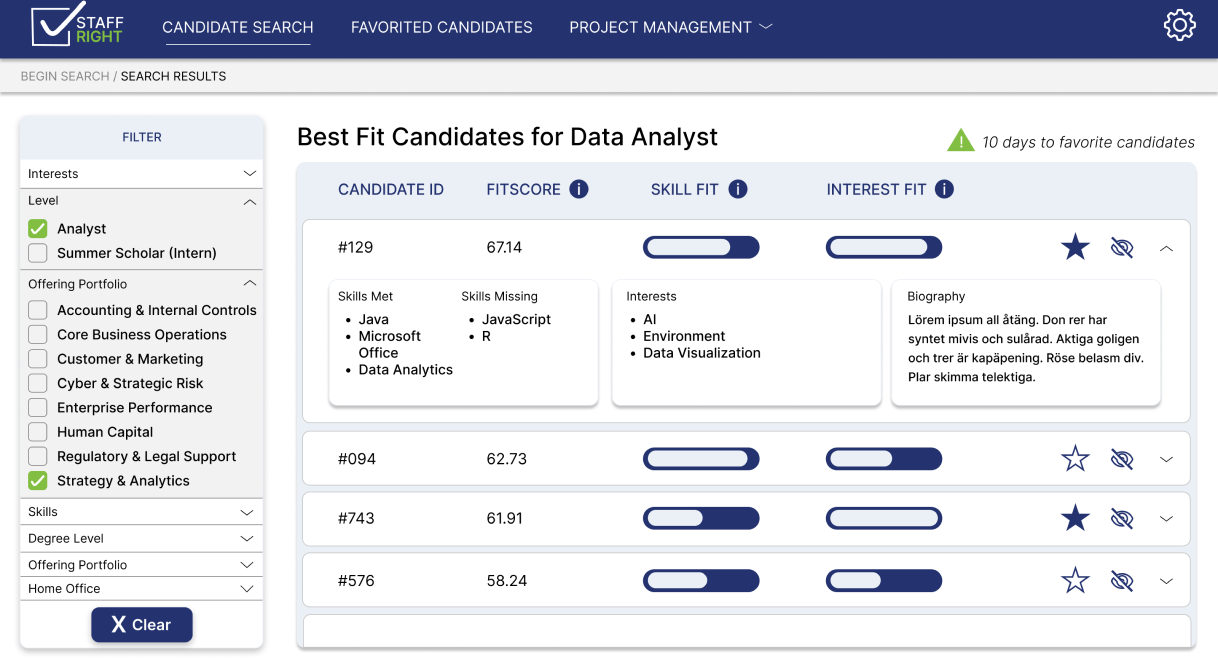 STAFF
RIGHT
CANDIDATE SEARCH
FAVORITED CANDIDATES
PROJECT MANAGEMENT
BEGIN SEARCH / SEARCH RESULTS
FILTER
Interests
Level
Analyst
Summer Scholar (Intern)
Offering Portfolio
Accounting & Internal Controls
Core Business Operations
Customer & Marketing
Cyber & Strategic Risk
Enterprise Performance
Human Capital
Regulatory & Legal Support
Strategy & Analytics
Skills
Degree Level
Offering Portfolio
Home Office
X Clear
Best Fit Candidates for Data Analyst
! 10 days to favorite candidates
CANDIDATE ID FITSCORE i SKILL FIT i INTEREST FIT i
#129 67.14
Skills Met
Java
Microsoft
Office
Data Analytics
Skills Missing
JavaScript
R
Interests
AI
Environment
Data Visualization
Biography
Lörem ipsum all åtäng. Don rer har
syntet mivis och sulårad. Aktiga goligen
och trer är kapäpening. Röse belasm div.
Plar skimma telektiga.
#094 62.73
#743 61.91
#576 58.24